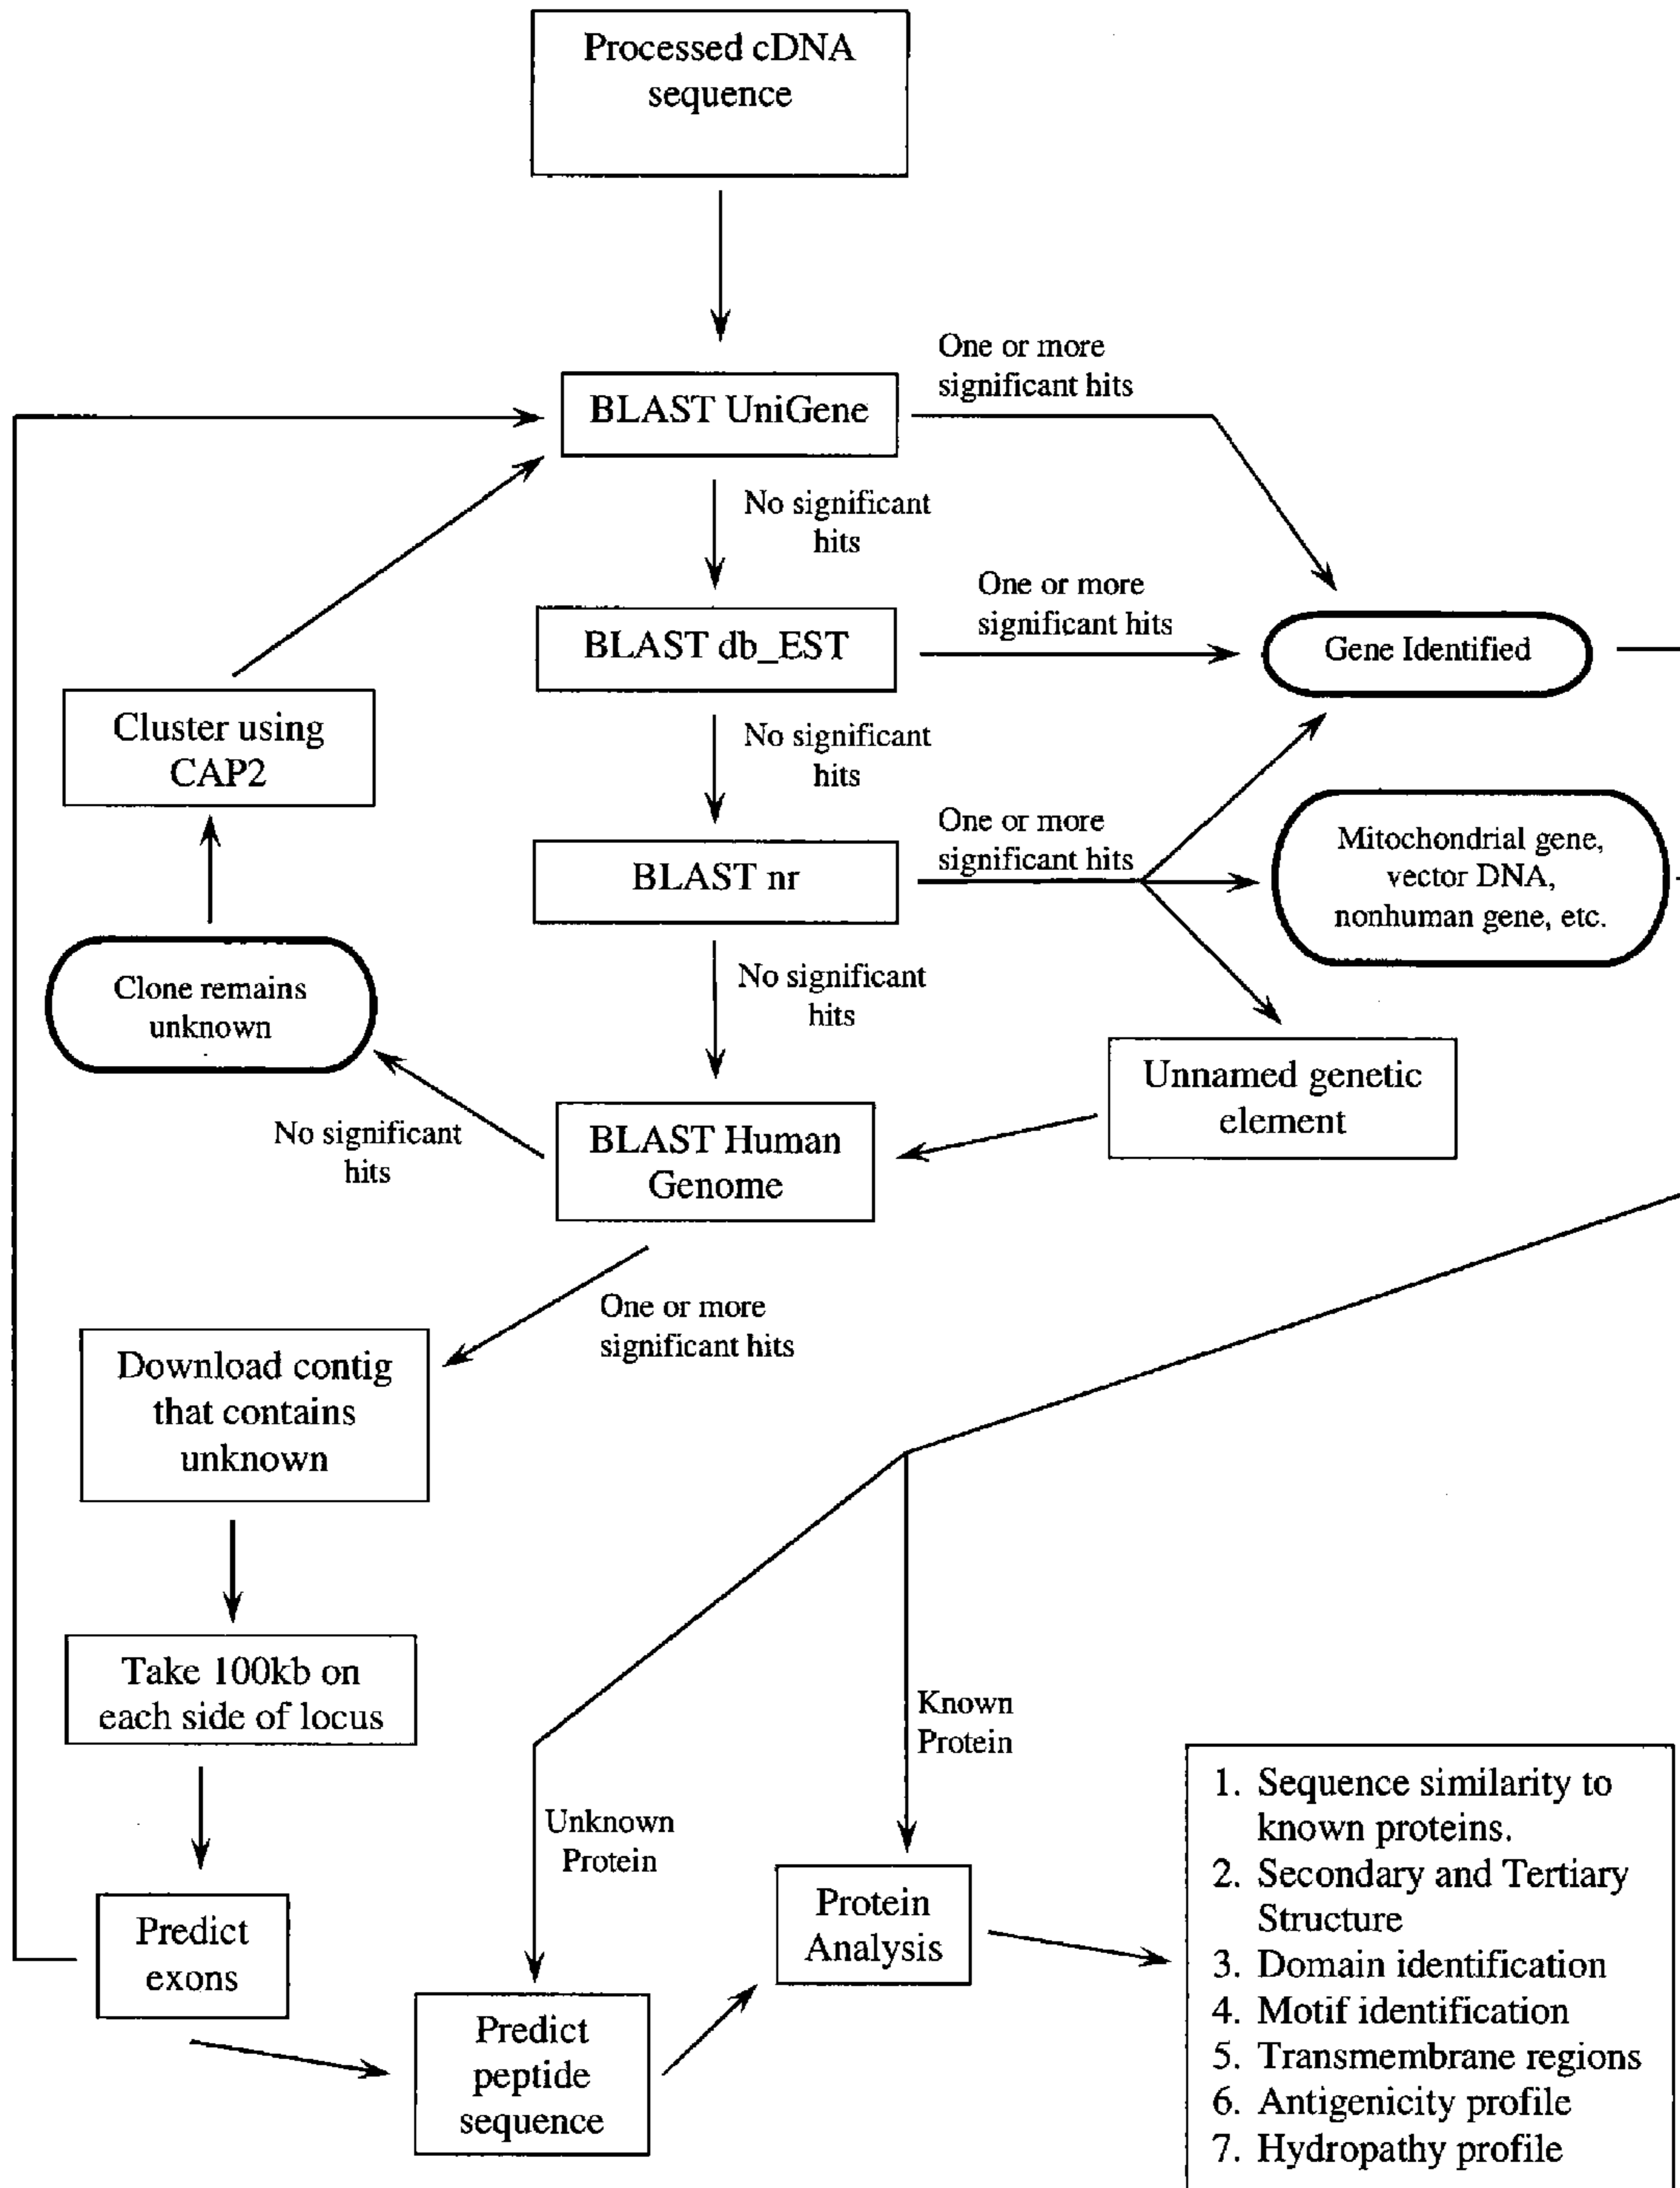 Processed cDNA
sequence
One or more
significant hits
BLAST UniGene
No significant
hits
One or more
significant hits
BLAST db_EST
Gene Identified
Cluster using
CAP2
No significant
hits
One or more
significant hits
BLAST nr
Mitochondrial gene,
vector DNA,
nonhuman gene, etc.
Clone remains
unknown
No significant
hits
Unnamed genetic
element
No significant
hits
BLAST Human
Genome
One or more
significant hits
Download contig
that contains
unknown
Take 100kb on
each side of locus
Known
Protein
Unknown
Protein
Predict
exons
Protein
Analysis
Predict
peptide
sequence
1. Sequence similarity to
known proteins.
2. Secondary and Tertiary
Structure
3. Domain identification
4. Motif identification
5. Transmembrane regions
6. Antigenicity profile
7. Hydropathy profile